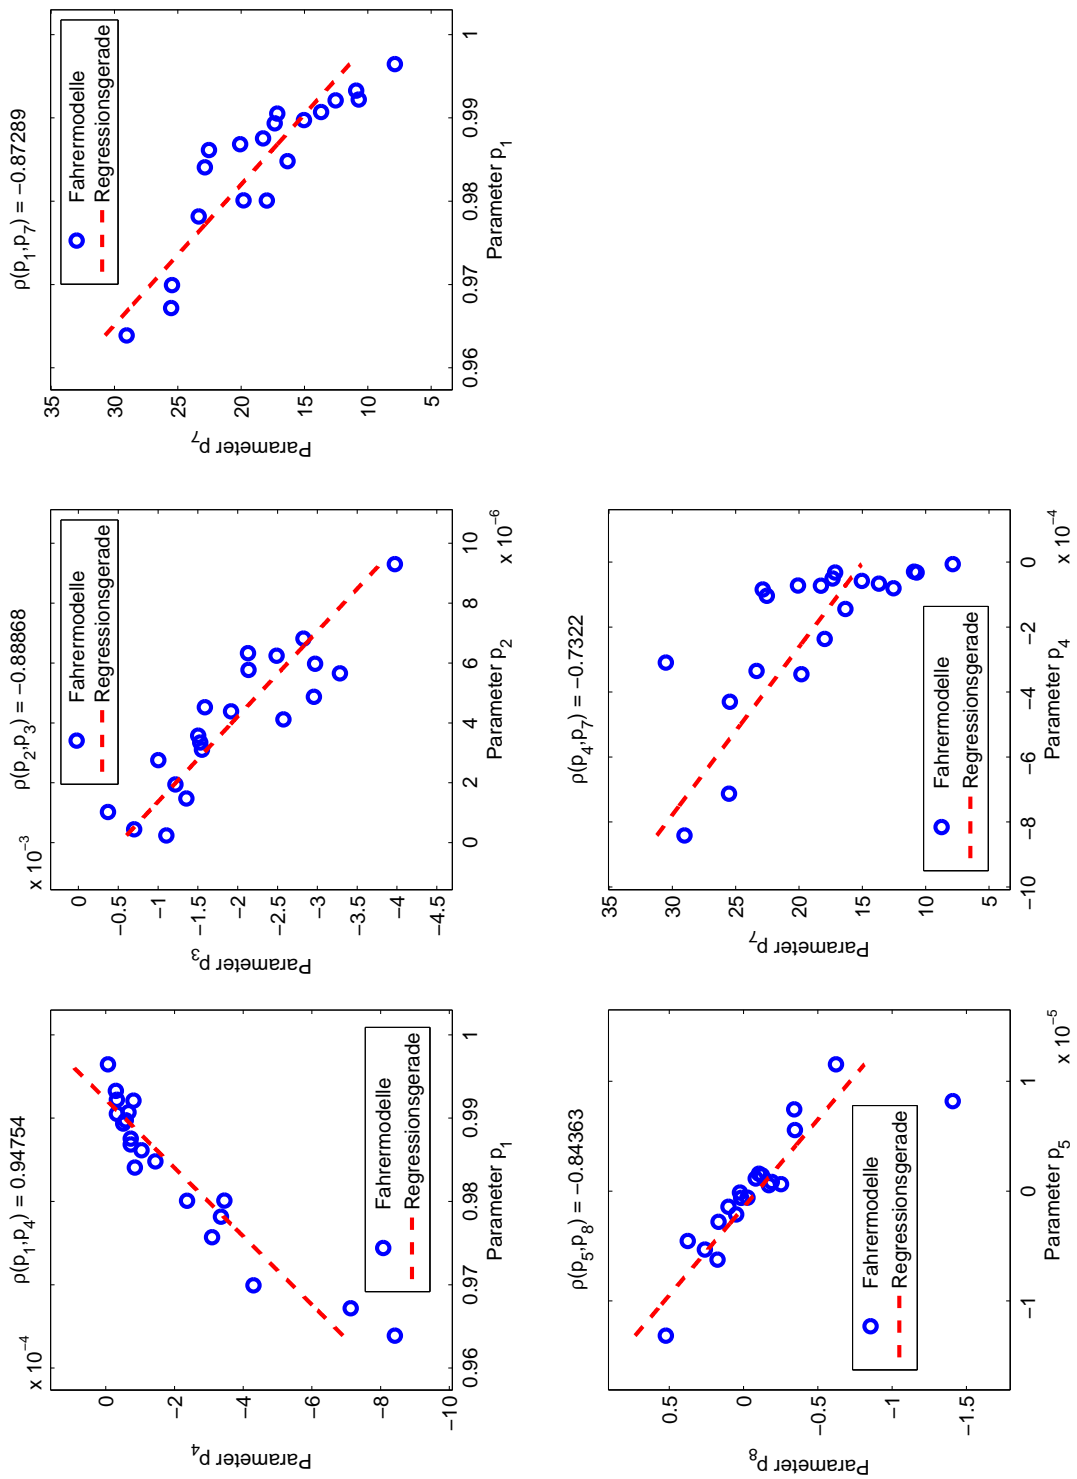 ρ(p1,p4) = 0.94754
x 10−4
0
−2
−4
−6
−8
−10
Parameter p4
0.96
0.97
0.98
0.99
1
Parameter p1
Fahrermodelle
Regressionsgerade
ρ(p2,p3) = −0.88868
x 10−3
0
−0.5
−1
−1.5
−2
−2.5
−3
−3.5
−4
−4.5
Parameter p3
0
2
4
6
8
10
x 10−6
Parameter p2
Fahrermodelle
Regressionsgerade
ρ(p1,p7) = −0.87289
35
30
25
20
15
10
5
Parameter p7
0.96
0.97
0.98
0.99
1
Parameter p1
Fahrermodelle
Regressionsgerade
ρ(p5,p8) = −0.84363
0.5
0
−0.5
−1
−1.5
Parameter p8
−1
0
1
x 10−5
Parameter p5
Fahrermodelle
Regressionsgerade
ρ(p4,p7) = −0.7322
35
30
25
20
15
10
5
Parameter p7
−10
−8
−6
−4
−2
0
x 10−4
Parameter p4
Fahrermodelle
Regressionsgerade